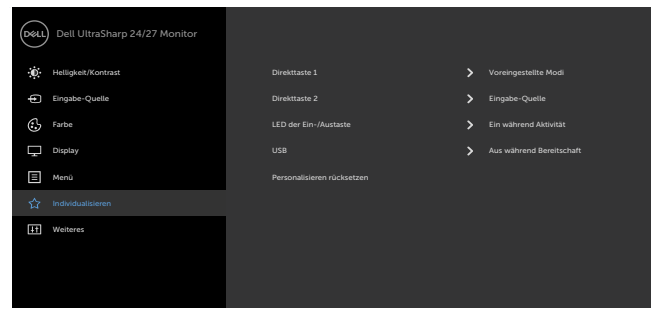 DELL Dell UltraSharp 24/27 Monitor
Helligkeit/Kontrast Direkttaste 1 Voreingestellte Modi
Eingabe-Quelle Direkttaste 2 Eingabe-Quelle
Farbe LED der Ein-/Austaste Ein während Aktivität
Display USB Aus während Bereitschaft
Menü Personalisieren rücksetzen
Individualisieren
Weiteres